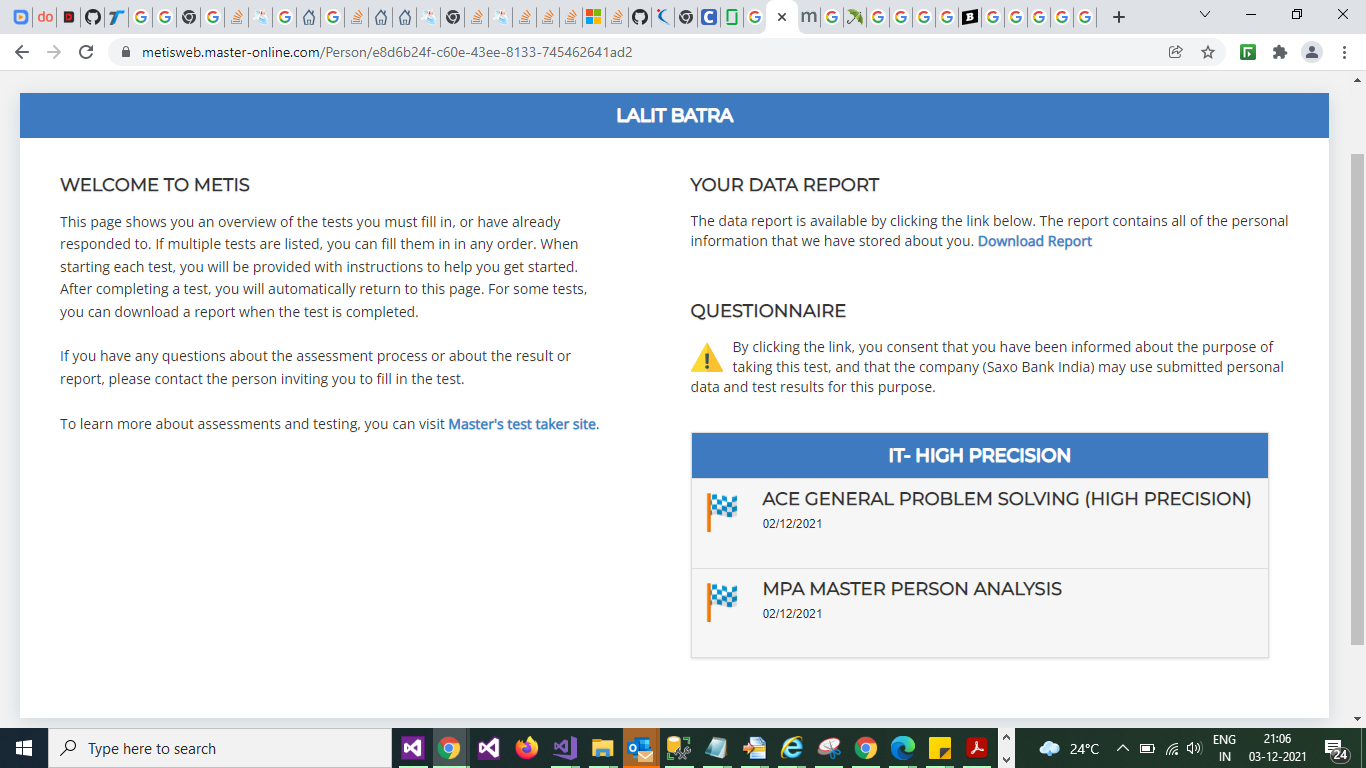 do
metisweb.master-online.com/Person/e8d6b24f-c60e-43ee-8133-745462641ad2
LALIT BATRA
WELCOME TO METIS
This page shows you an overview of the tests you must fill in, or have already
responded to. If multiple tests are listed, you can fill them in in any order. When
starting each test, you will be provided with instructions to help you get started.
After completing a test, you will automatically return to this page. For some tests,
you can download a report when the test is completed.
If you have any questions about the assessment process or about the result or
report, please contact the person inviting you to fill in the test.
To learn more about assessments and testing, you can visit Master's test taker site.
YOUR DATA REPORT
The data report is available by clicking the link below. The report contains all of the personal
information that we have stored about you. Download Report
QUESTIONNAIRE
By clicking the link, you consent that you have been informed about the purpose of
taking this test, and that the company (Saxo Bank India) may use submitted personal
data and test results for this purpose.
IT- HIGH PRECISION
ACE GENERAL PROBLEM SOLVING (HIGH PRECISION)
02/12/2021
MPA MASTER PERSON ANALYSIS
02/12/2021
Type here to search
24°C
ENG
IN
21:06
03-12-2021
24